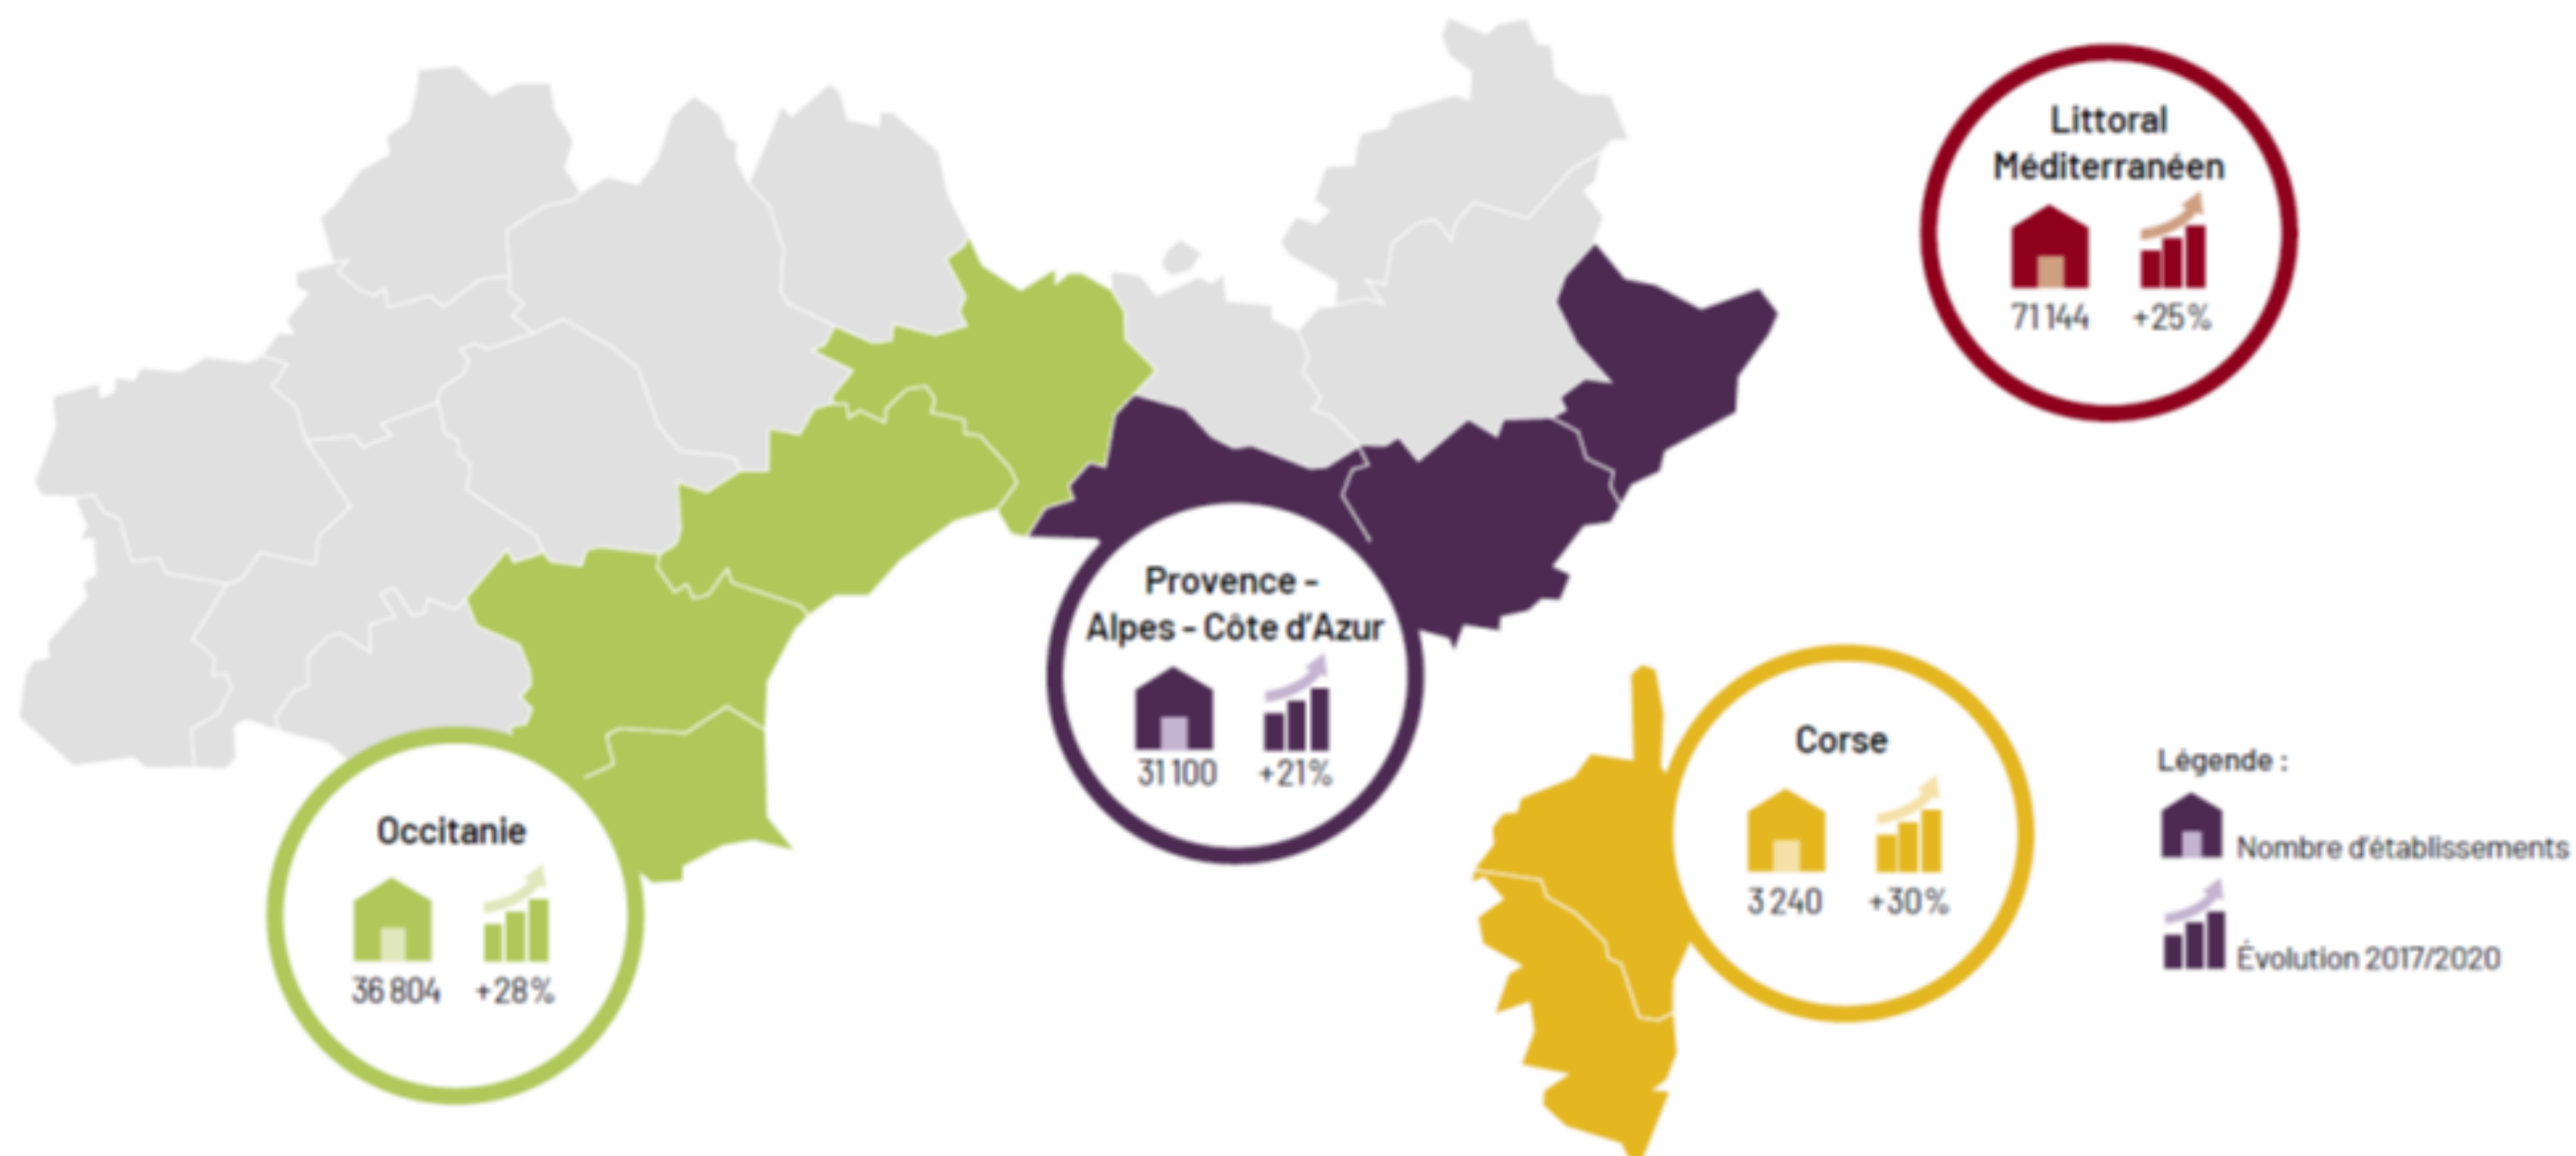 Littoral
Méditerranéen
71 144 +25%
Provence -
Alpes - Côte d'Azur
31 100 +21%
Corse
3 240 +30%
Occitanie
36 804 +28%
Légende :
Nombre d'établissements
Évolution 2017/2020